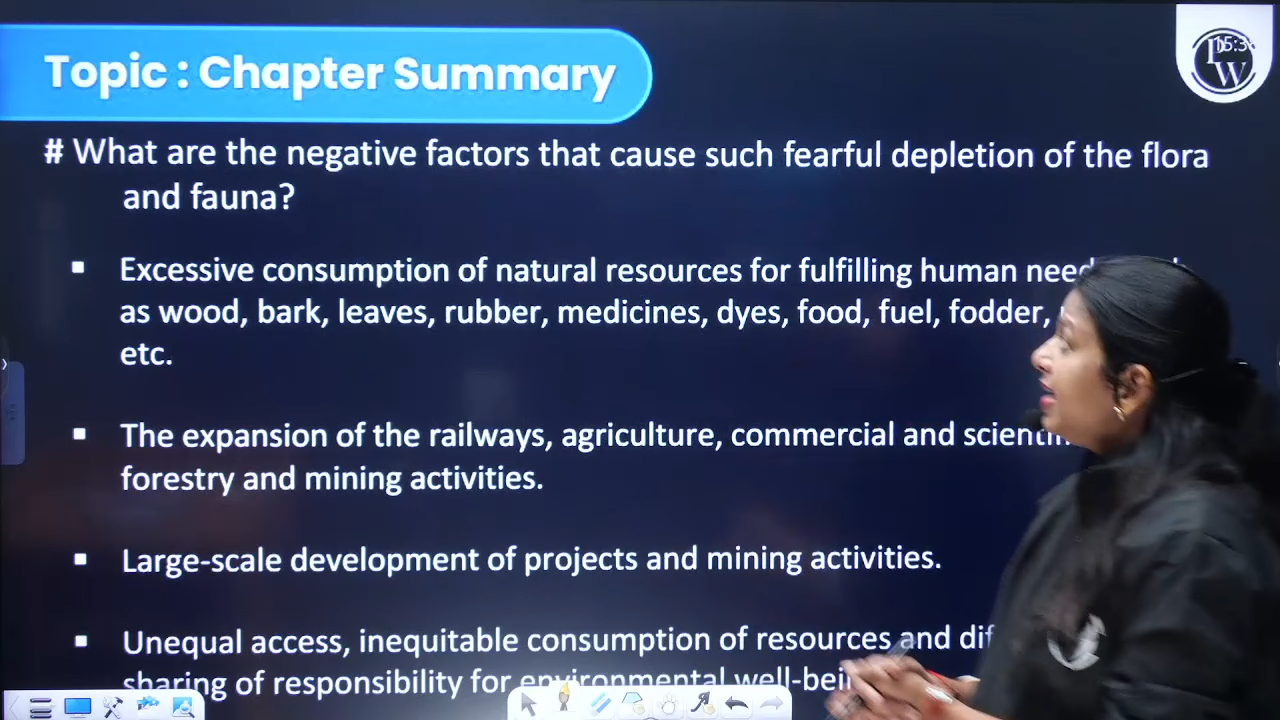 Topic : Chapter Summary
# What are the negative factors that cause such fearful depletion of the flora
and fauna?
▪ Excessive consumption of natural resources for fulfilling human
as wood, bark, leaves, rubber, medicines, dyes, food, fuel, fodder,
etc.
▪ The expansion of the railways, agriculture, commercial and
forestry and mining activities.
▪ Large-scale development of projects and mining activities.
▪ Unequal access, inequitable consumption of resources and
sharing of responsibility for environmental